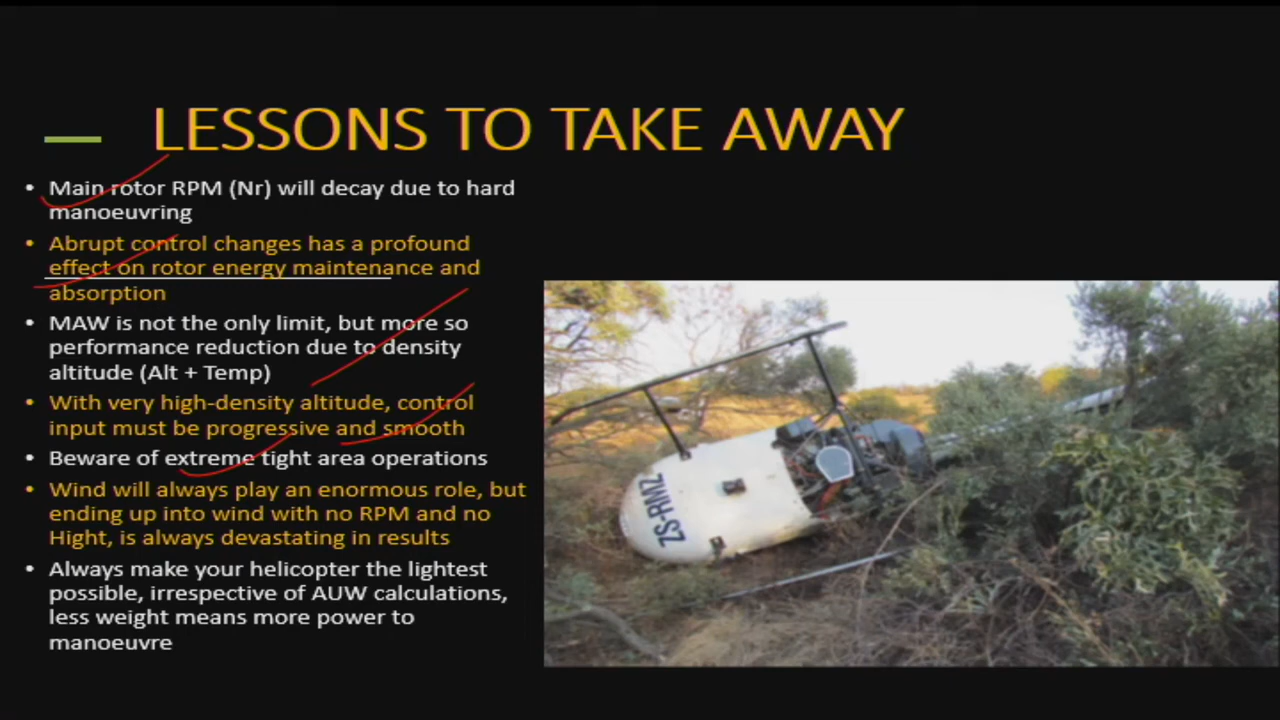 LESSONS TO TAKE AWAY
• Main rotor RPM (Nr) will decay due to hard
manoeuvring
• Abrupt control changes has a profound
effect on rotor energy maintenance and
absorption
• MAW is not the only limit, but more so
performance reduction due to density
altitude (Alt + Temp)
• With very high-density altitude, control
input must be progressive and smooth
• Beware of extreme tight area operations
• Wind will always play an enormous role, but
ending up into wind with no RPM and no
Hight, is always devastating in results
• Always make your helicopter the lightest
possible, irrespective of AUW calculations,
less weight means more power to
manoeuvre
ZS-RMZ